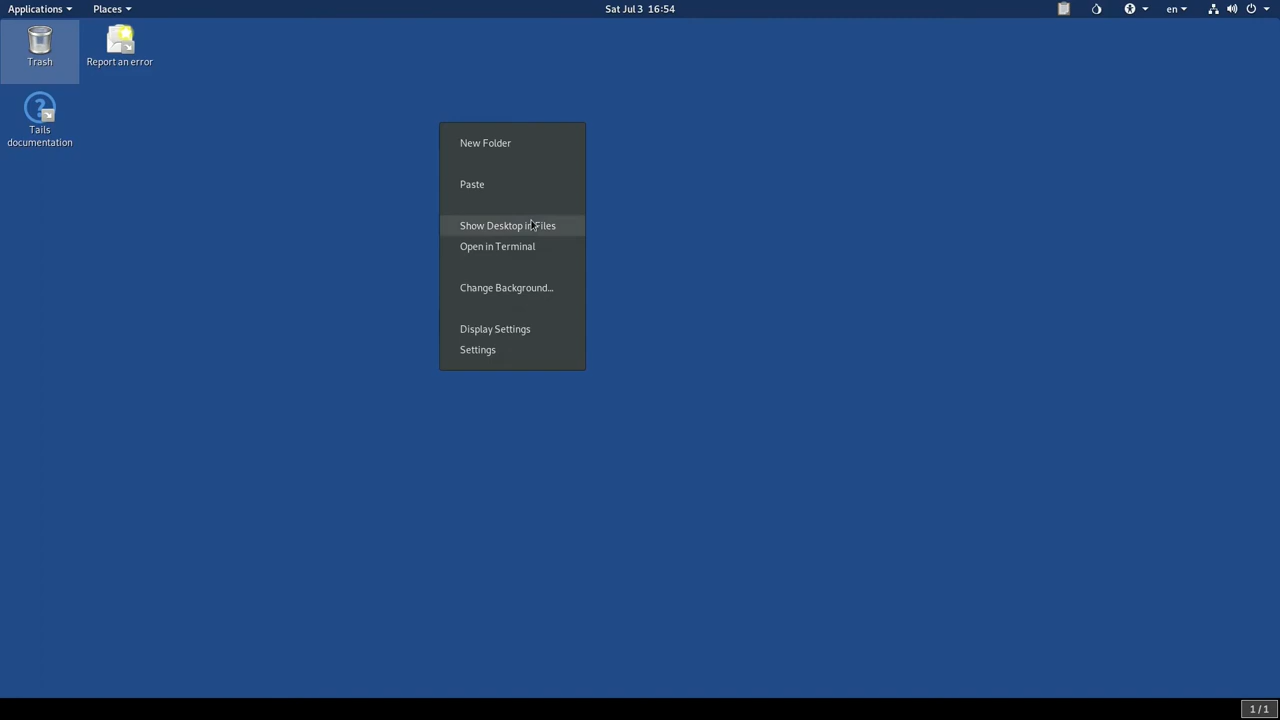 Applications Places Sat Jul 3 16:54 en
Trash
Report an error
Tails
documentation
New Folder
Paste
Show Desktop in Files
Open in Terminal
Change Background...
Display Settings
Settings
1 / 1